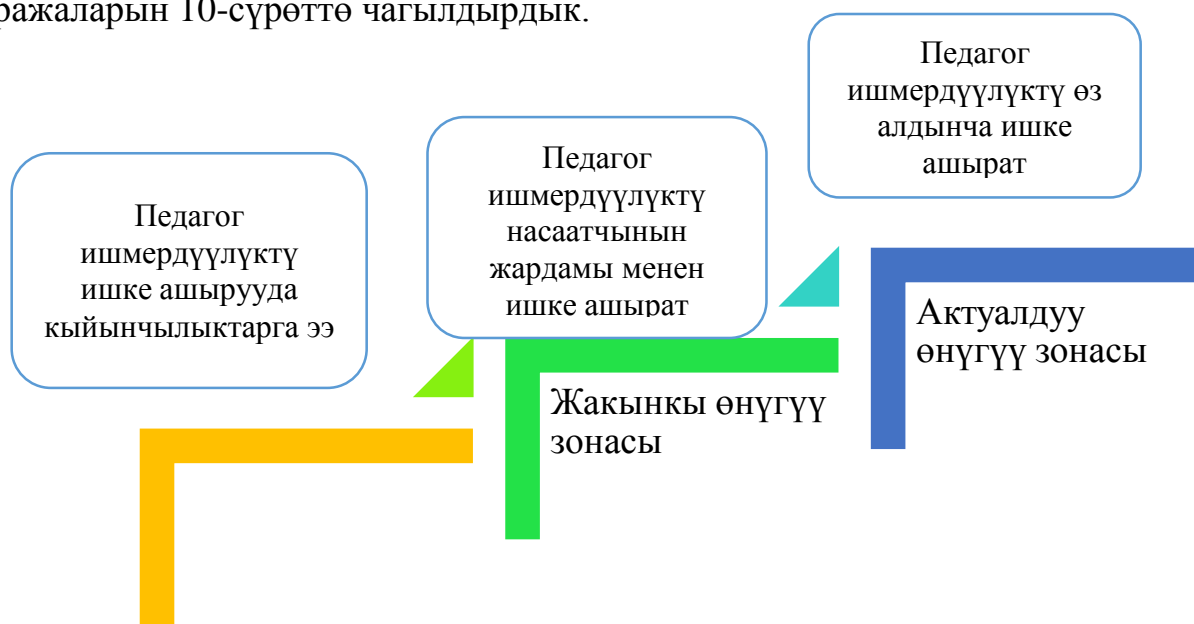 10-сүрөттө чагылдырдык.
Педагог
ишмердүүлүктү
ишке ашырууда
кыйынчылыктарга ээ
Педагог
ишмердүүлүктү
насаатчынын
жардамы менен
ишке ашырат
Жакынкы өнүгүү
зонасы
Педагог
ишмердүүлүктү өз
алдынча ишке
ашырат
Актуалдуу
өнүгүү зонасы